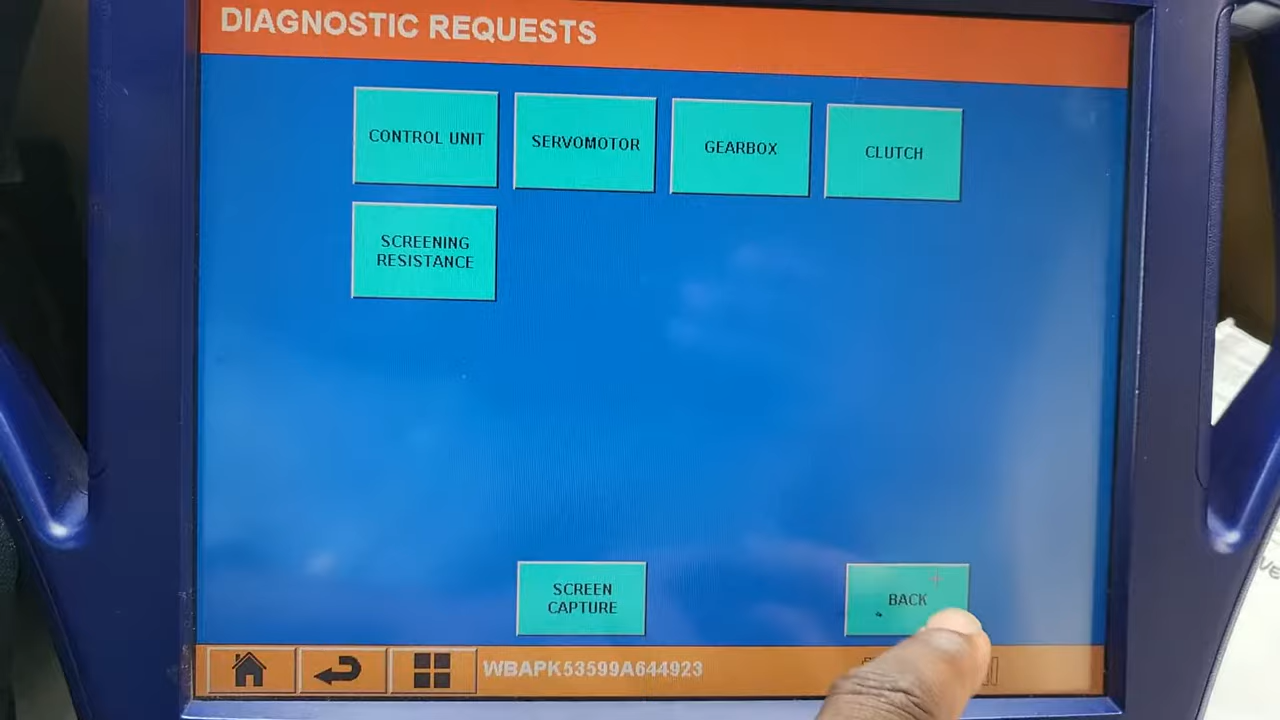 DIAGNOSTIC REQUESTS
CONTROL UNIT
SERVOMOTOR
GEARBOX
CLUTCH
SCREENING
RESISTANCE
SCREEN
CAPTURE
BACK
WBAPK53599A644923